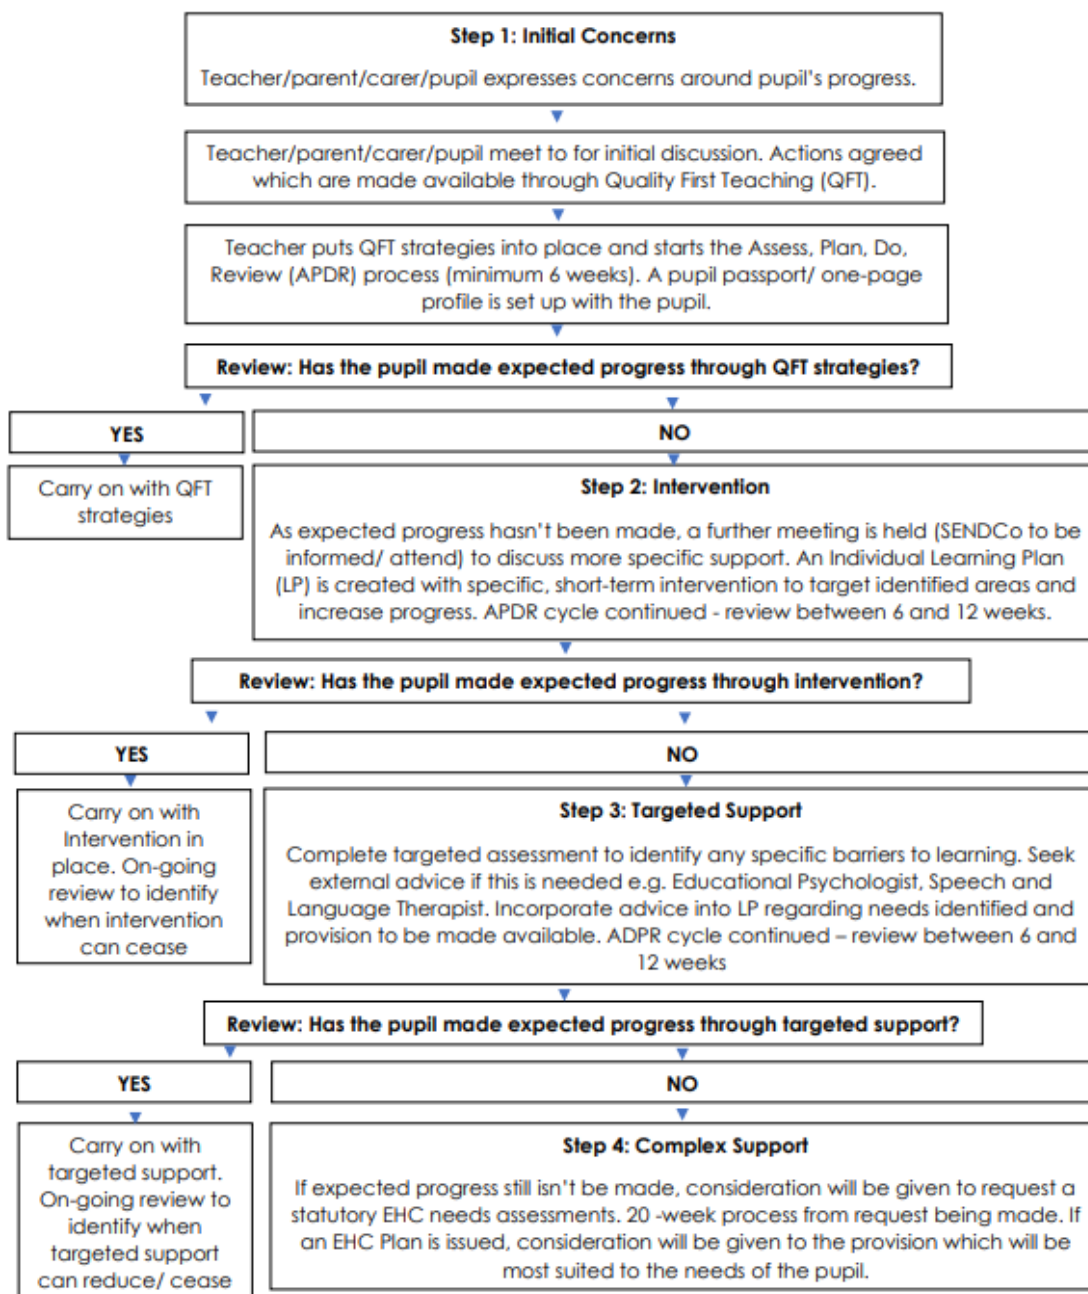 Step 1: Initial Concerns
Teacher/parent/carer/pupil expresses concerns around pupil's progress.
Teacher/parent/carer/pupil meet to for initial discussion. Actions agreed
which are made available through Quality First Teaching (QFT).
Teacher puts QFT strategies into place and starts the Assess, Plan, Do,
Review (APDR) process (minimum 6 weeks). A pupil passport/ one-page
profile is set up with the pupil.
Review: Has the pupil made expected progress through QFT strategies?
YES
Carry on with QFT
strategies
NO
Step 2: Intervention
As expected progress hasn't been made, a further meeting is held (SENDCo to be
informed/ attend) to discuss more specific support. An Individual Learning Plan
(LP) is created with specific, short-term intervention to target identified areas and
increase progress. APDR cycle continued - review between 6 and 12 weeks.
Review: Has the pupil made expected progress through intervention?
YES
Carry on with
Intervention in
place. On-going
review to identify
when intervention
can cease
NO
Step 3: Targeted Support
Complete targeted assessment to identify any specific barriers to learning. Seek
external advice if this is needed e.g. Educational Psychologist, Speech and
Language Therapist. Incorporate advice into LP regarding needs identified and
provision to be made available. ADPR cycle continued – review between 6 and
12 weeks
Review: Has the pupil made expected progress through targeted support?
YES
Carry on with
targeted support.
On-going review to
identify when
targeted support
can reduce/ cease
NO
Step 4: Complex Support
If expected progress still isn't be made, consideration will be given to request a
statutory EHC needs assessments. 20 -week process from request being made. If
an EHC Plan is issued, consideration will be given to the provision which will be
most suited to the needs of the pupil.